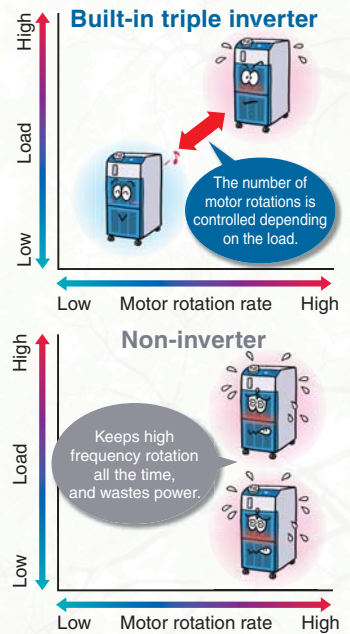 Built-in triple inverter
High
Load
Low
The number of
motor rotations is
controlled depending
on the load.
Low Motor rotation rate High
Non-inverter
High
Load
Low
Keeps high
frequency rotation
all the time,
and wastes power.
Low Motor rotation rate High